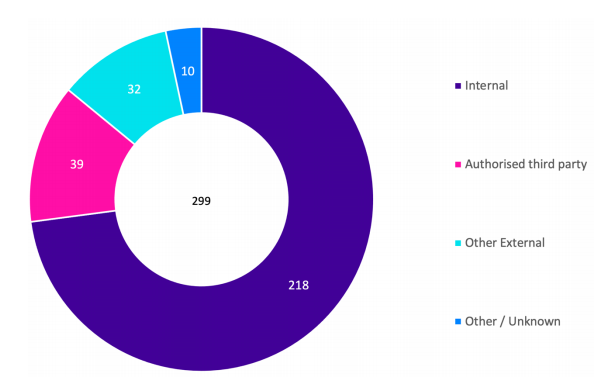 10
32
39
299
218
Internal
Authorised third party
Other External
Other / Unknown